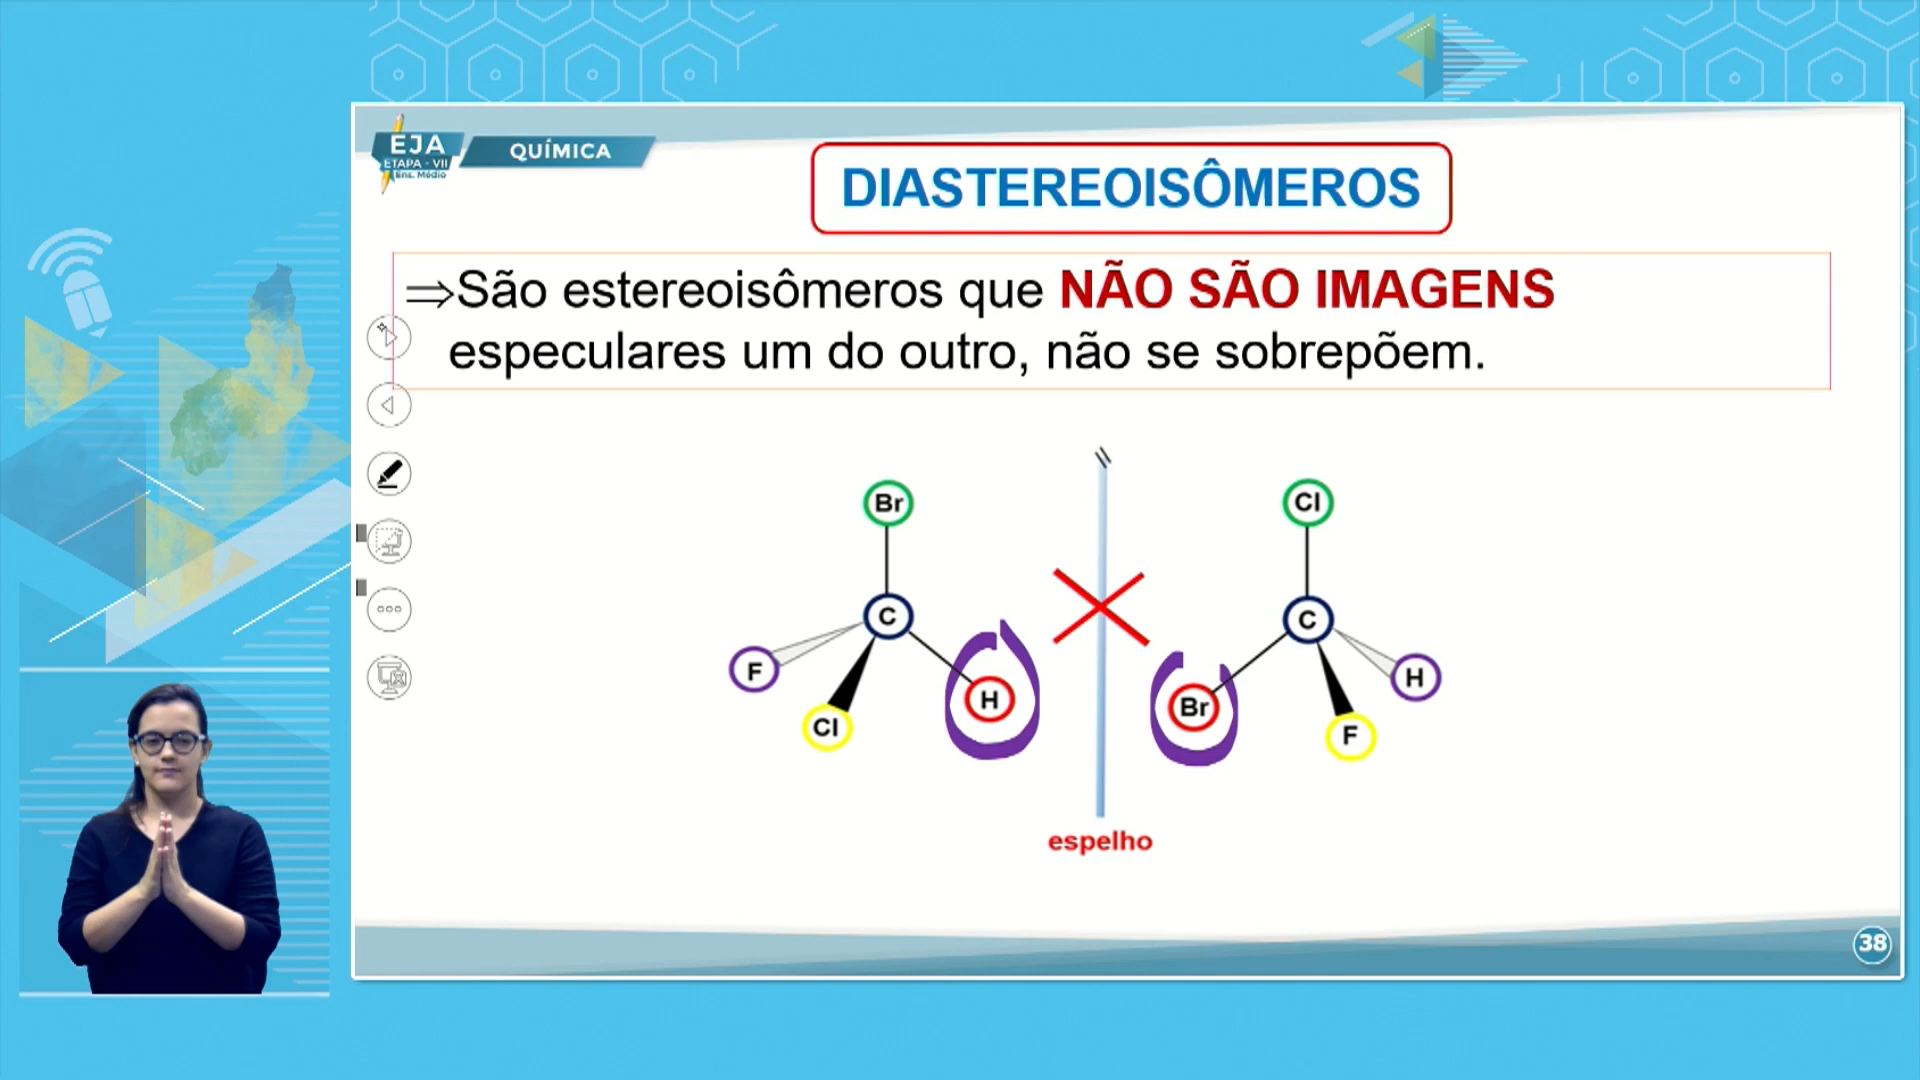 EJA
ETAPA - VII
Ens. Médio
QUÍMICA
DIASTEREOISÔMEROS
⇒São estereoisômeros que NÃO SÃO IMAGENS
especulares um do outro, não se sobrepõem.
Br
Cl
C
C
F
H
H
Br
Cl
F
espelho
38